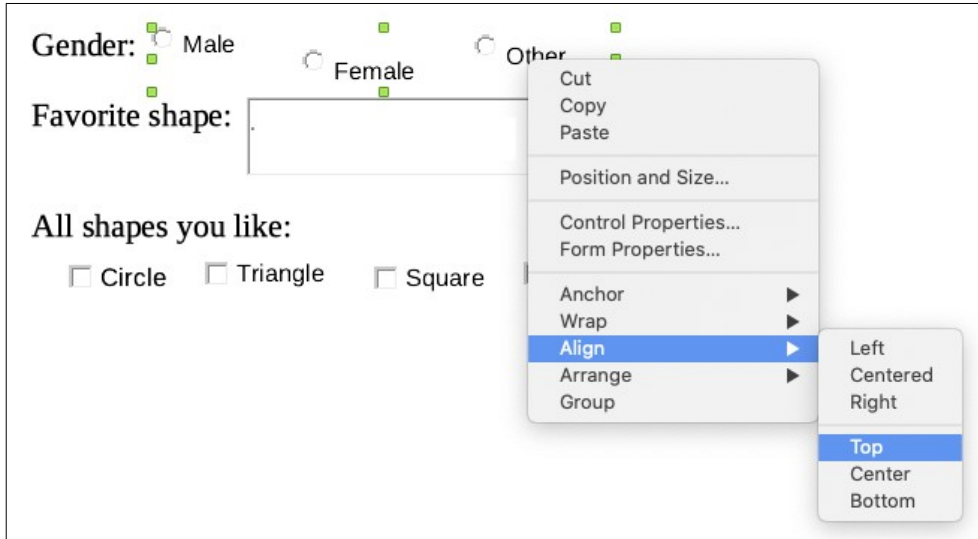 Gender: Male Female Other
Favorite shape:
All shapes you like:
Circle Triangle Square
Cut
Copy
Paste
Position and Size...
Control Properties...
Form Properties...
Anchor
Wrap
Align
Arrange
Group
Left
Centered
Right
Top
Center
Bottom